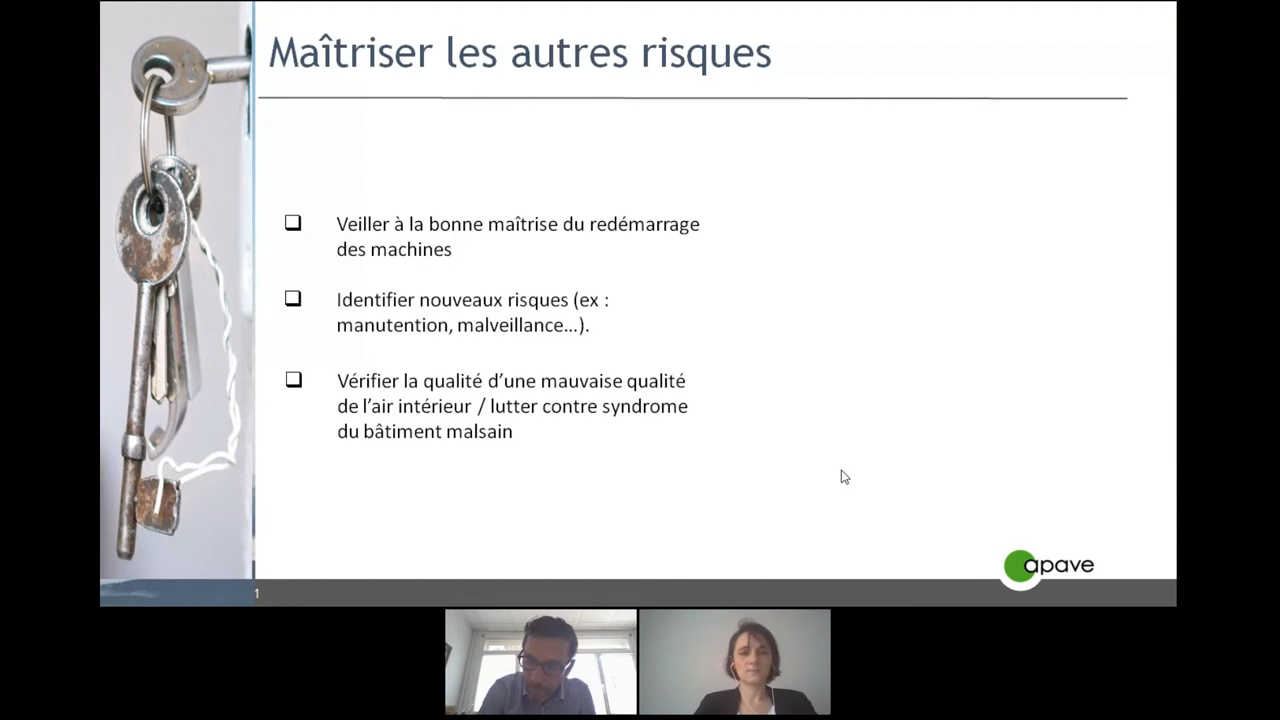 Maîtriser les autres risques
Veiller à la bonne maîtrise du redémarrage
des machines
Identifier nouveaux risques (ex :
manutention, malveillance…).
Vérifier la qualité d’une mauvaise qualité
de l’air intérieur / lutter contre syndrome
du bâtiment malsain
apave
1